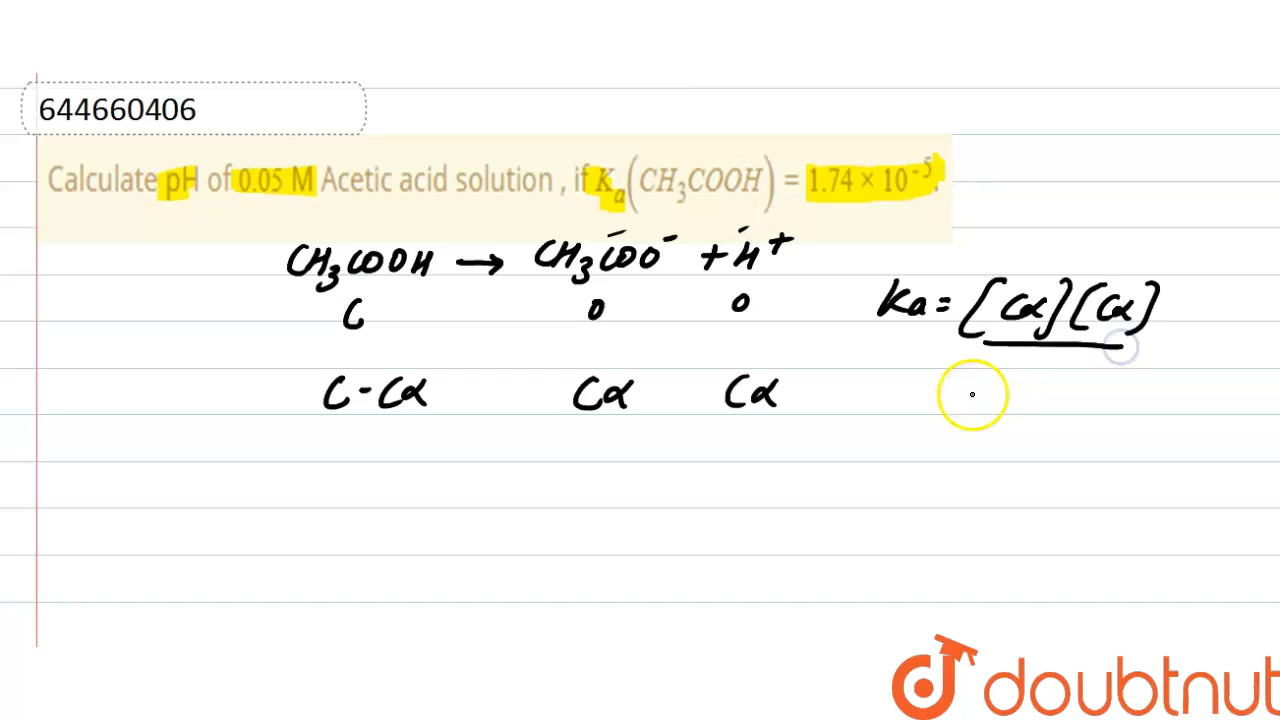 644660406
Calculate pH of 0.05 M Acetic acid solution , if Kₐ(CH₃COOH) = 1.74 × 10⁻⁵.
CH₃COOH → CH₃COO⁻ + H⁺
C 0 0
Ka = [Cα][Cα]
C - Cα Cα Cα
doubtnut